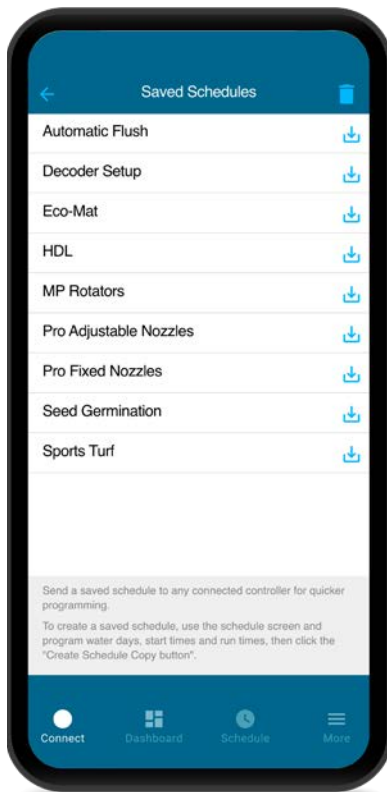 Saved Schedules
Automatic Flush
Decoder Setup
Eco-Mat
HDL
MP Rotators
Pro Adjustable Nozzles
Pro Fixed Nozzles
Seed Germination
Sports Turf
Send a saved schedule to any connected controller for quicker
programming.
To create a saved schedule, use the schedule screen and
program water days, start times and run times, then click the
"Create Schedule Copy button".
Connect Dashboard Schedule More